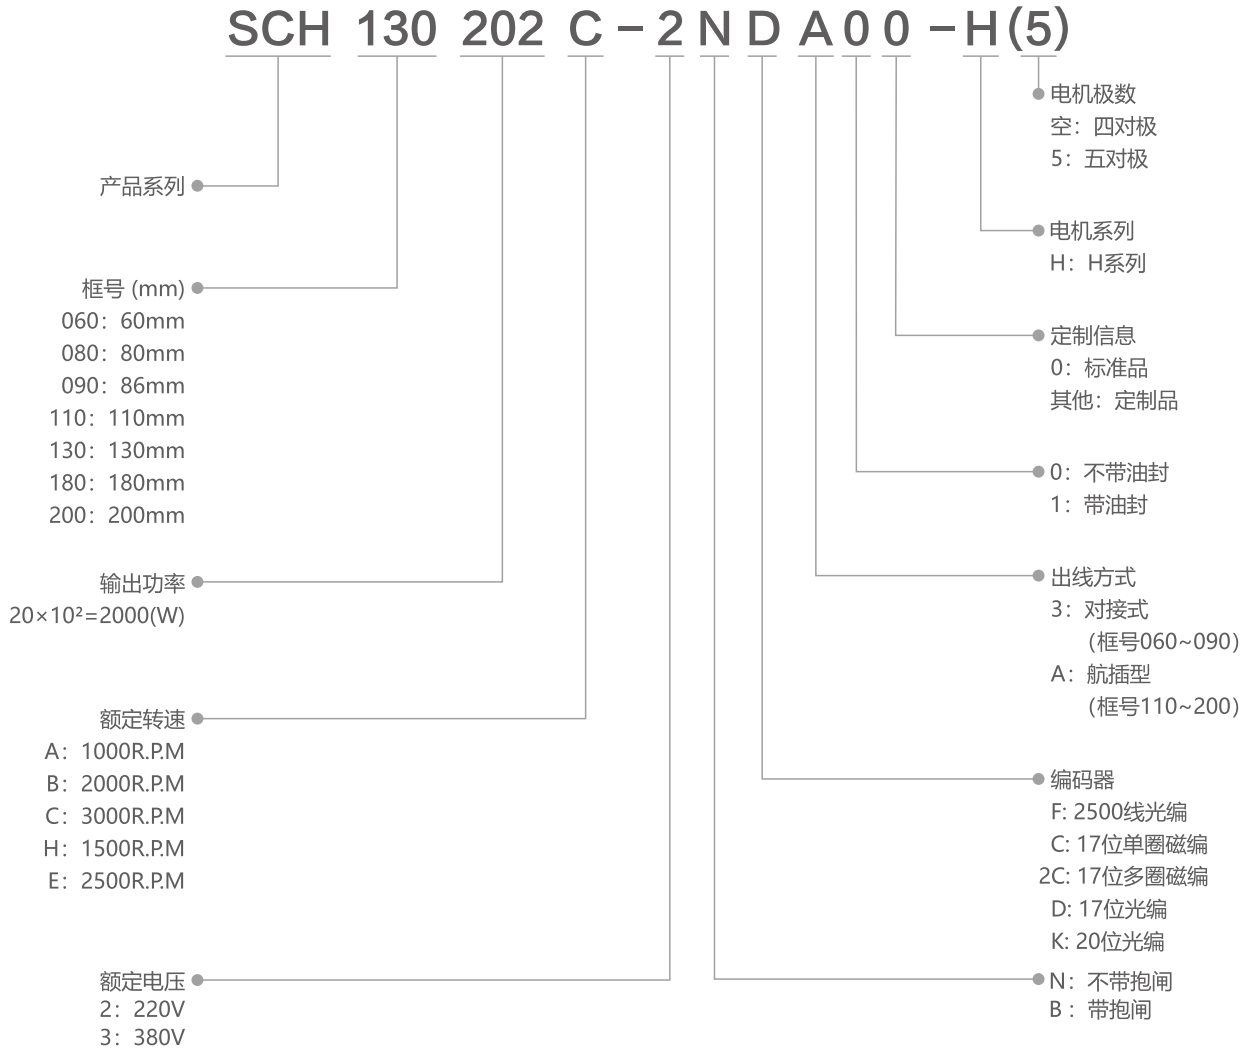 SCH 130 202 C-2 N D A 0 0 -H(5)
产品系列
框号 (mm)
060：60mm
080：80mm
090：86mm
110：110mm
130：130mm
180：180mm
200：200mm
输出功率
20×10²=2000(W)
额定转速
A：1000R.P.M
B：2000R.P.M
C：3000R.P.M
H：1500R.P.M
E：2500R.P.M
额定电压
2：220V
3：380V
电机极数
空：四对极
5：五对极
电机系列
H：H系列
定制信息
0：标准品
其他：定制品
0：不带油封
1：带油封
出线方式
3：对接式
(框号060~090)
A：航插型
(框号110~200)
编码器
F: 2500线光编
C: 17位单圈磁编
2C: 17位多圈磁编
D: 17位光编
K: 20位光编
N：不带抱闸
B：带抱闸